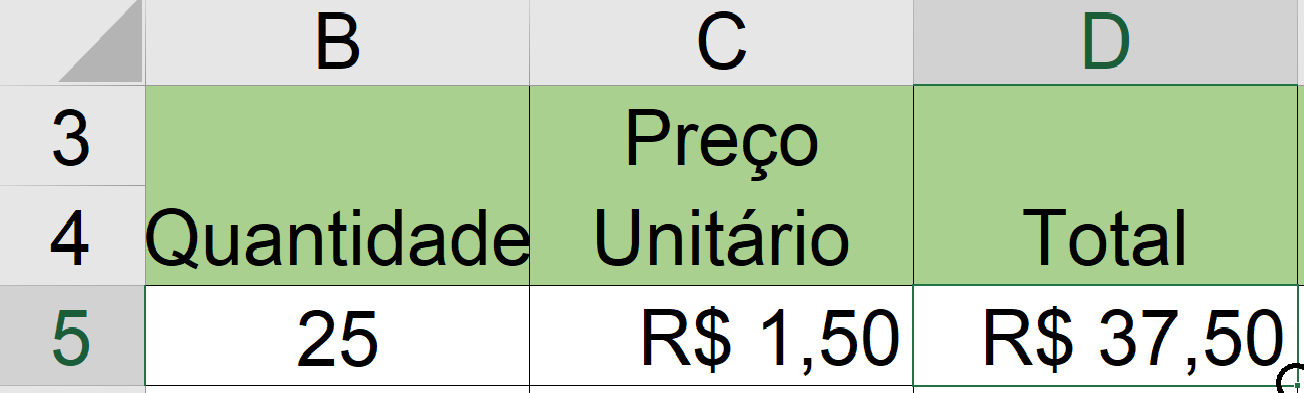 B C D
3 Preço
4 Quantidade Unitário Total
5 25 R$ 1,50 R$ 37,50